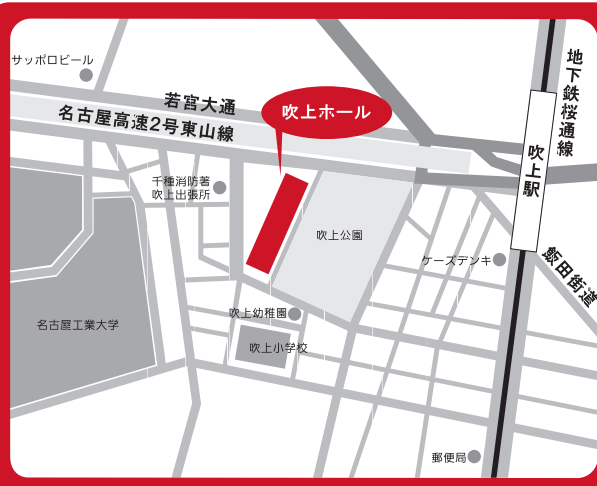 サッポロビール
若宮大通
名古屋高速2号東山線
吹上ホール
地下鉄桜通線
吹上駅
千種消防署
吹上出張所
吹上公園
ケーズデンキ
飯田街道
名古屋工業大学
吹上幼稚園
吹上小学校
郵便局